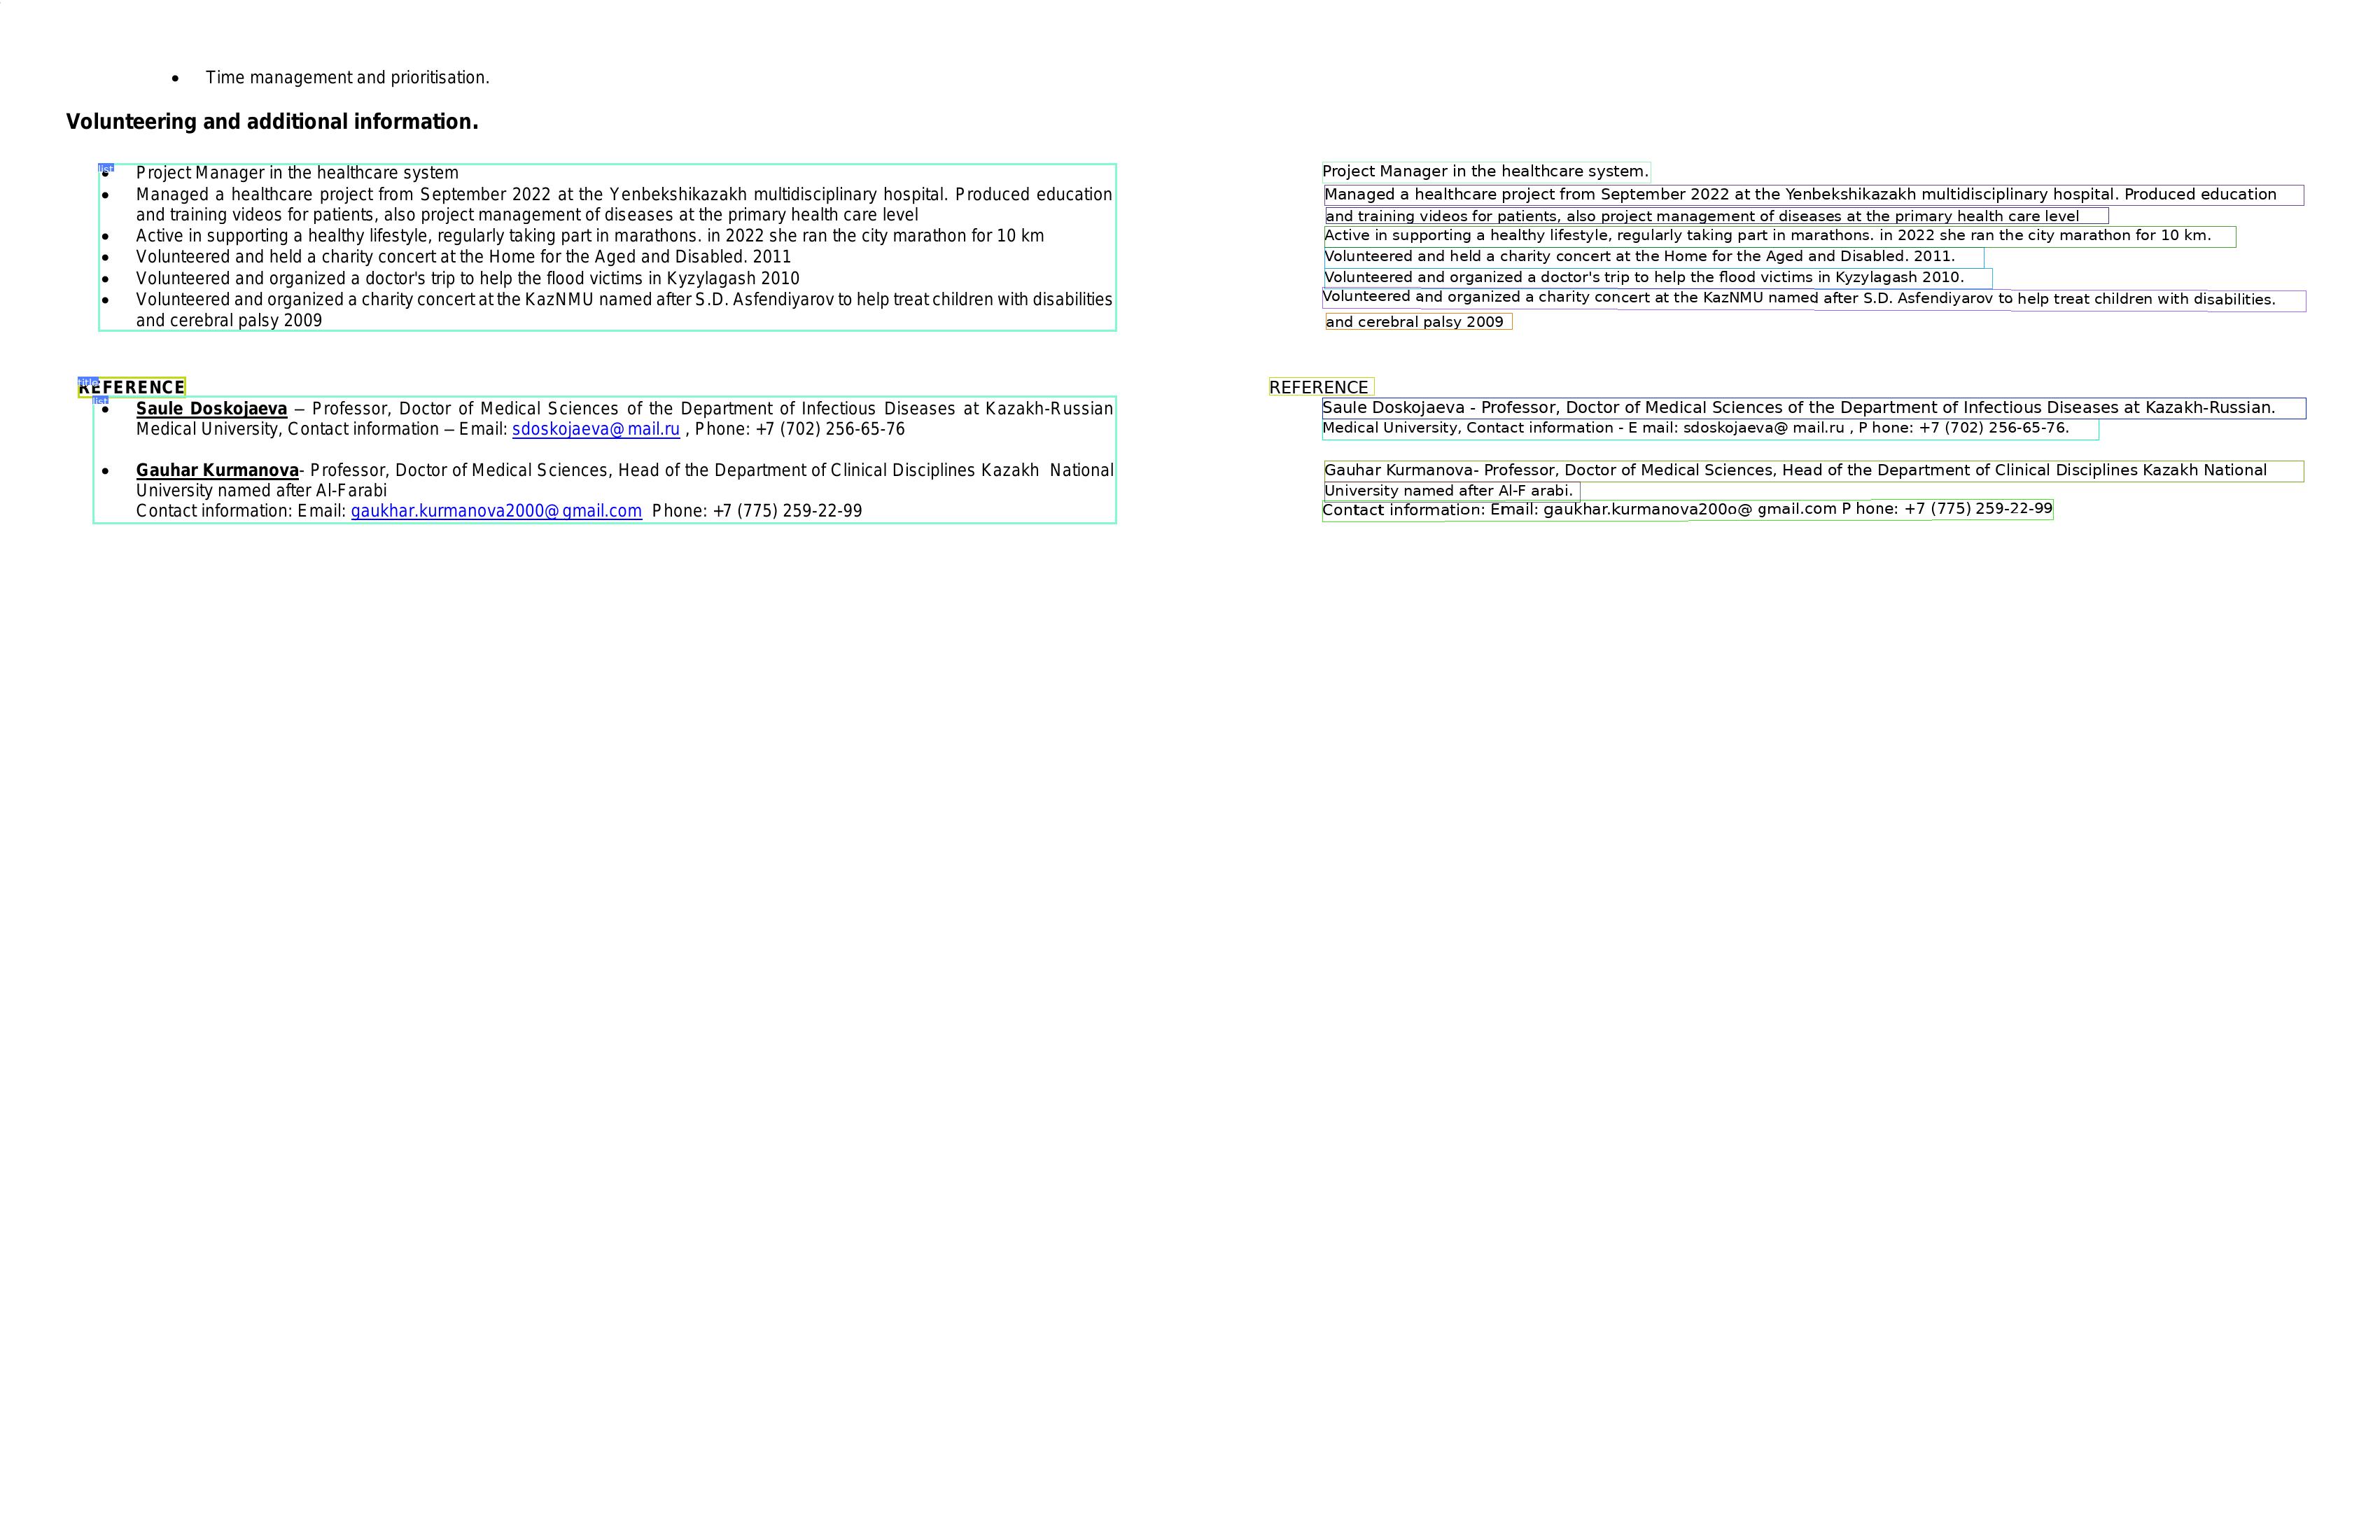 Time management and prioritisation.
Volunteering and additional information.
list
Project Manager in the healthcare system
Managed a healthcare project from September 2022 at the Yenbekshikazakh multidisciplinary hospital. Produced education
and training videos for patients, also project management of diseases at the primary health care level
Active in supporting a healthy lifestyle, regularly taking part in marathons. in 2022 she ran the city marathon for 10 km
Volunteered and held a charity concert at the Home for the Aged and Disabled. 2011
Volunteered and organized a doctor's trip to help the flood victims in Kyzylagash 2010
Volunteered and organized a charity concert at the KazNMU named after S.D. Asfendiyarov to help treat children with disabilities
and cerebral palsy 2009
title
REFERENCE
list
Saule Doskojaeva – Professor, Doctor of Medical Sciences of the Department of Infectious Diseases at Kazakh-Russian
Medical University, Contact information – Email: sdoskojaeva@mail.ru , Phone: +7 (702) 256-65-76
Gauhar Kurmanova- Professor, Doctor of Medical Sciences, Head of the Department of Clinical Disciplines Kazakh National
University named after Al-Farabi
Contact information: Email: gaukhar.kurmanova2000@gmail.com Phone: +7 (775) 259-22-99
Project Manager in the healthcare system.
Managed a healthcare project from September 2022 at the Yenbekshikazakh multidisciplinary hospital. Produced education
and training videos for patients, also project management of diseases at the primary health care level
Active in supporting a healthy lifestyle, regularly taking part in marathons. in 2022 she ran the city marathon for 10 km.
Volunteered and held a charity concert at the Home for the Aged and Disabled. 2011.
Volunteered and organized a doctor's trip to help the flood victims in Kyzylagash 2010.
Volunteered and organized a charity concert at the KazNMU named after S.D. Asfendiyarov to help treat children with disabilities.
and cerebral palsy 2009
REFERENCE
Saule Doskojaeva - Professor, Doctor of Medical Sciences of the Department of Infectious Diseases at Kazakh-Russian.
Medical University, Contact information - E mail: sdoskojaeva@ mail.ru , P hone: +7 (702) 256-65-76.
Gauhar Kurmanova- Professor, Doctor of Medical Sciences, Head of the Department of Clinical Disciplines Kazakh National
University named after Al-F arabi.
Contact information: Email: gaukhar.kurmanova200o@ gmail.com P hone: +7 (775) 259-22-99